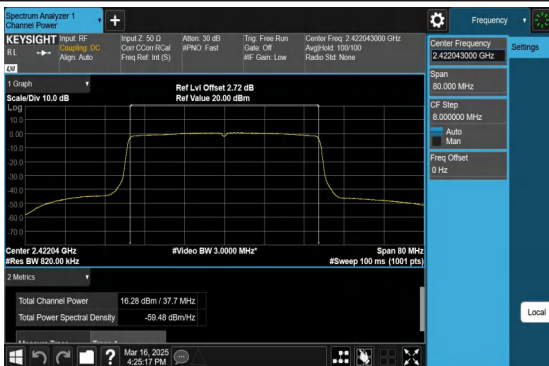 Spectrum Analyzer 1
Channel Power
Frequency
KEYSIGHT
RL
LXI
Input: RF
Coupling: DC
Align: Auto
Input Z: 50 Ω
Corr CCorr RCal
Freq Ref: Int (S)
Atten: 30 dB
#PNO: Fast
Trig: Free Run
Gate: Off
#IF Gain: Low
Center Freq: 2.422043000 GHz
Avg|Hold: 100/100
Radio Std: None
Center Frequency
2.422043000 GHz
Settings
Span
80.000 MHz
CF Step
8.000000 MHz
Auto
Man
Freq Offset
0 Hz
Local
1 Graph
Scale/Div 10.0 dB
Ref Lvl Offset 2.72 dB
Ref Value 20.00 dBm
Log
10.0
0.00
-10.0
-20.0
-30.0
-40.0
-50.0
-60.0
-70.0
Center 2.42204 GHz
#Res BW 820.00 kHz
#Video BW 3.0000 MHz*
Span 80 MHz
#Sweep 100 ms (1001 pts)
2 Metrics
Total Channel Power 16.28 dBm / 37.7 MHz
Total Power Spectral Density -59.48 dBm/Hz
?
Mar 16, 2025
4:25:17 PM